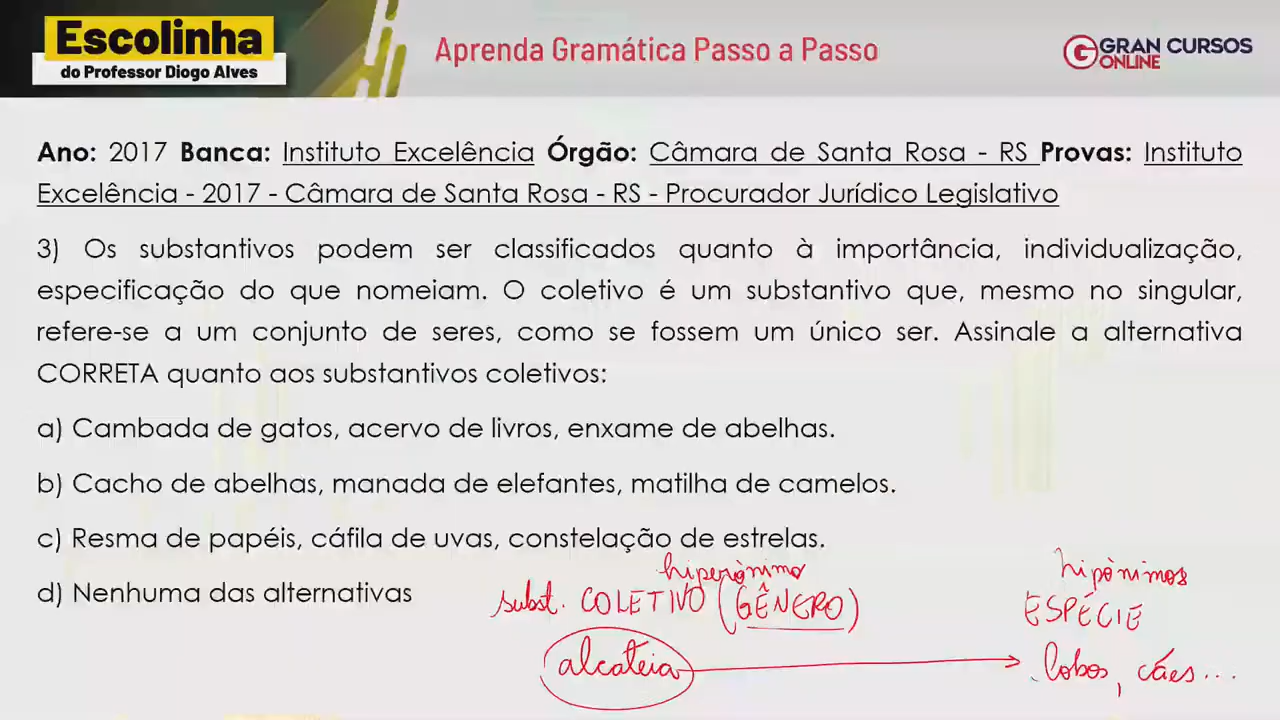 Escolinha
do Professor Diogo Alves
Aprenda Gramática Passo a Passo
GRAN CURSOS
ONLINE
Ano: 2017 Banca: Instituto Excelência Órgão: Câmara de Santa Rosa - RS Provas: Instituto
Excelência - 2017 - Câmara de Santa Rosa - RS - Procurador Jurídico Legislativo
3) Os substantivos podem ser classificados quanto à importância, individualização,
especificação do que nomeiam. O coletivo é um substantivo que, mesmo no singular,
refere-se a um conjunto de seres, como se fossem um único ser. Assinale a alternativa
CORRETA quanto aos substantivos coletivos:
a) Cambada de gatos, acervo de livros, enxame de abelhas.
b) Cacho de abelhas, manada de elefantes, matilha de camelos.
c) Resma de papéis, cáfila de uvas, constelação de estrelas.
d) Nenhuma das alternativas
hiperônimo hipônimos
subst. COLETIVO (GÊNERO) ESPÉCIE
alcateia lobos, cães...